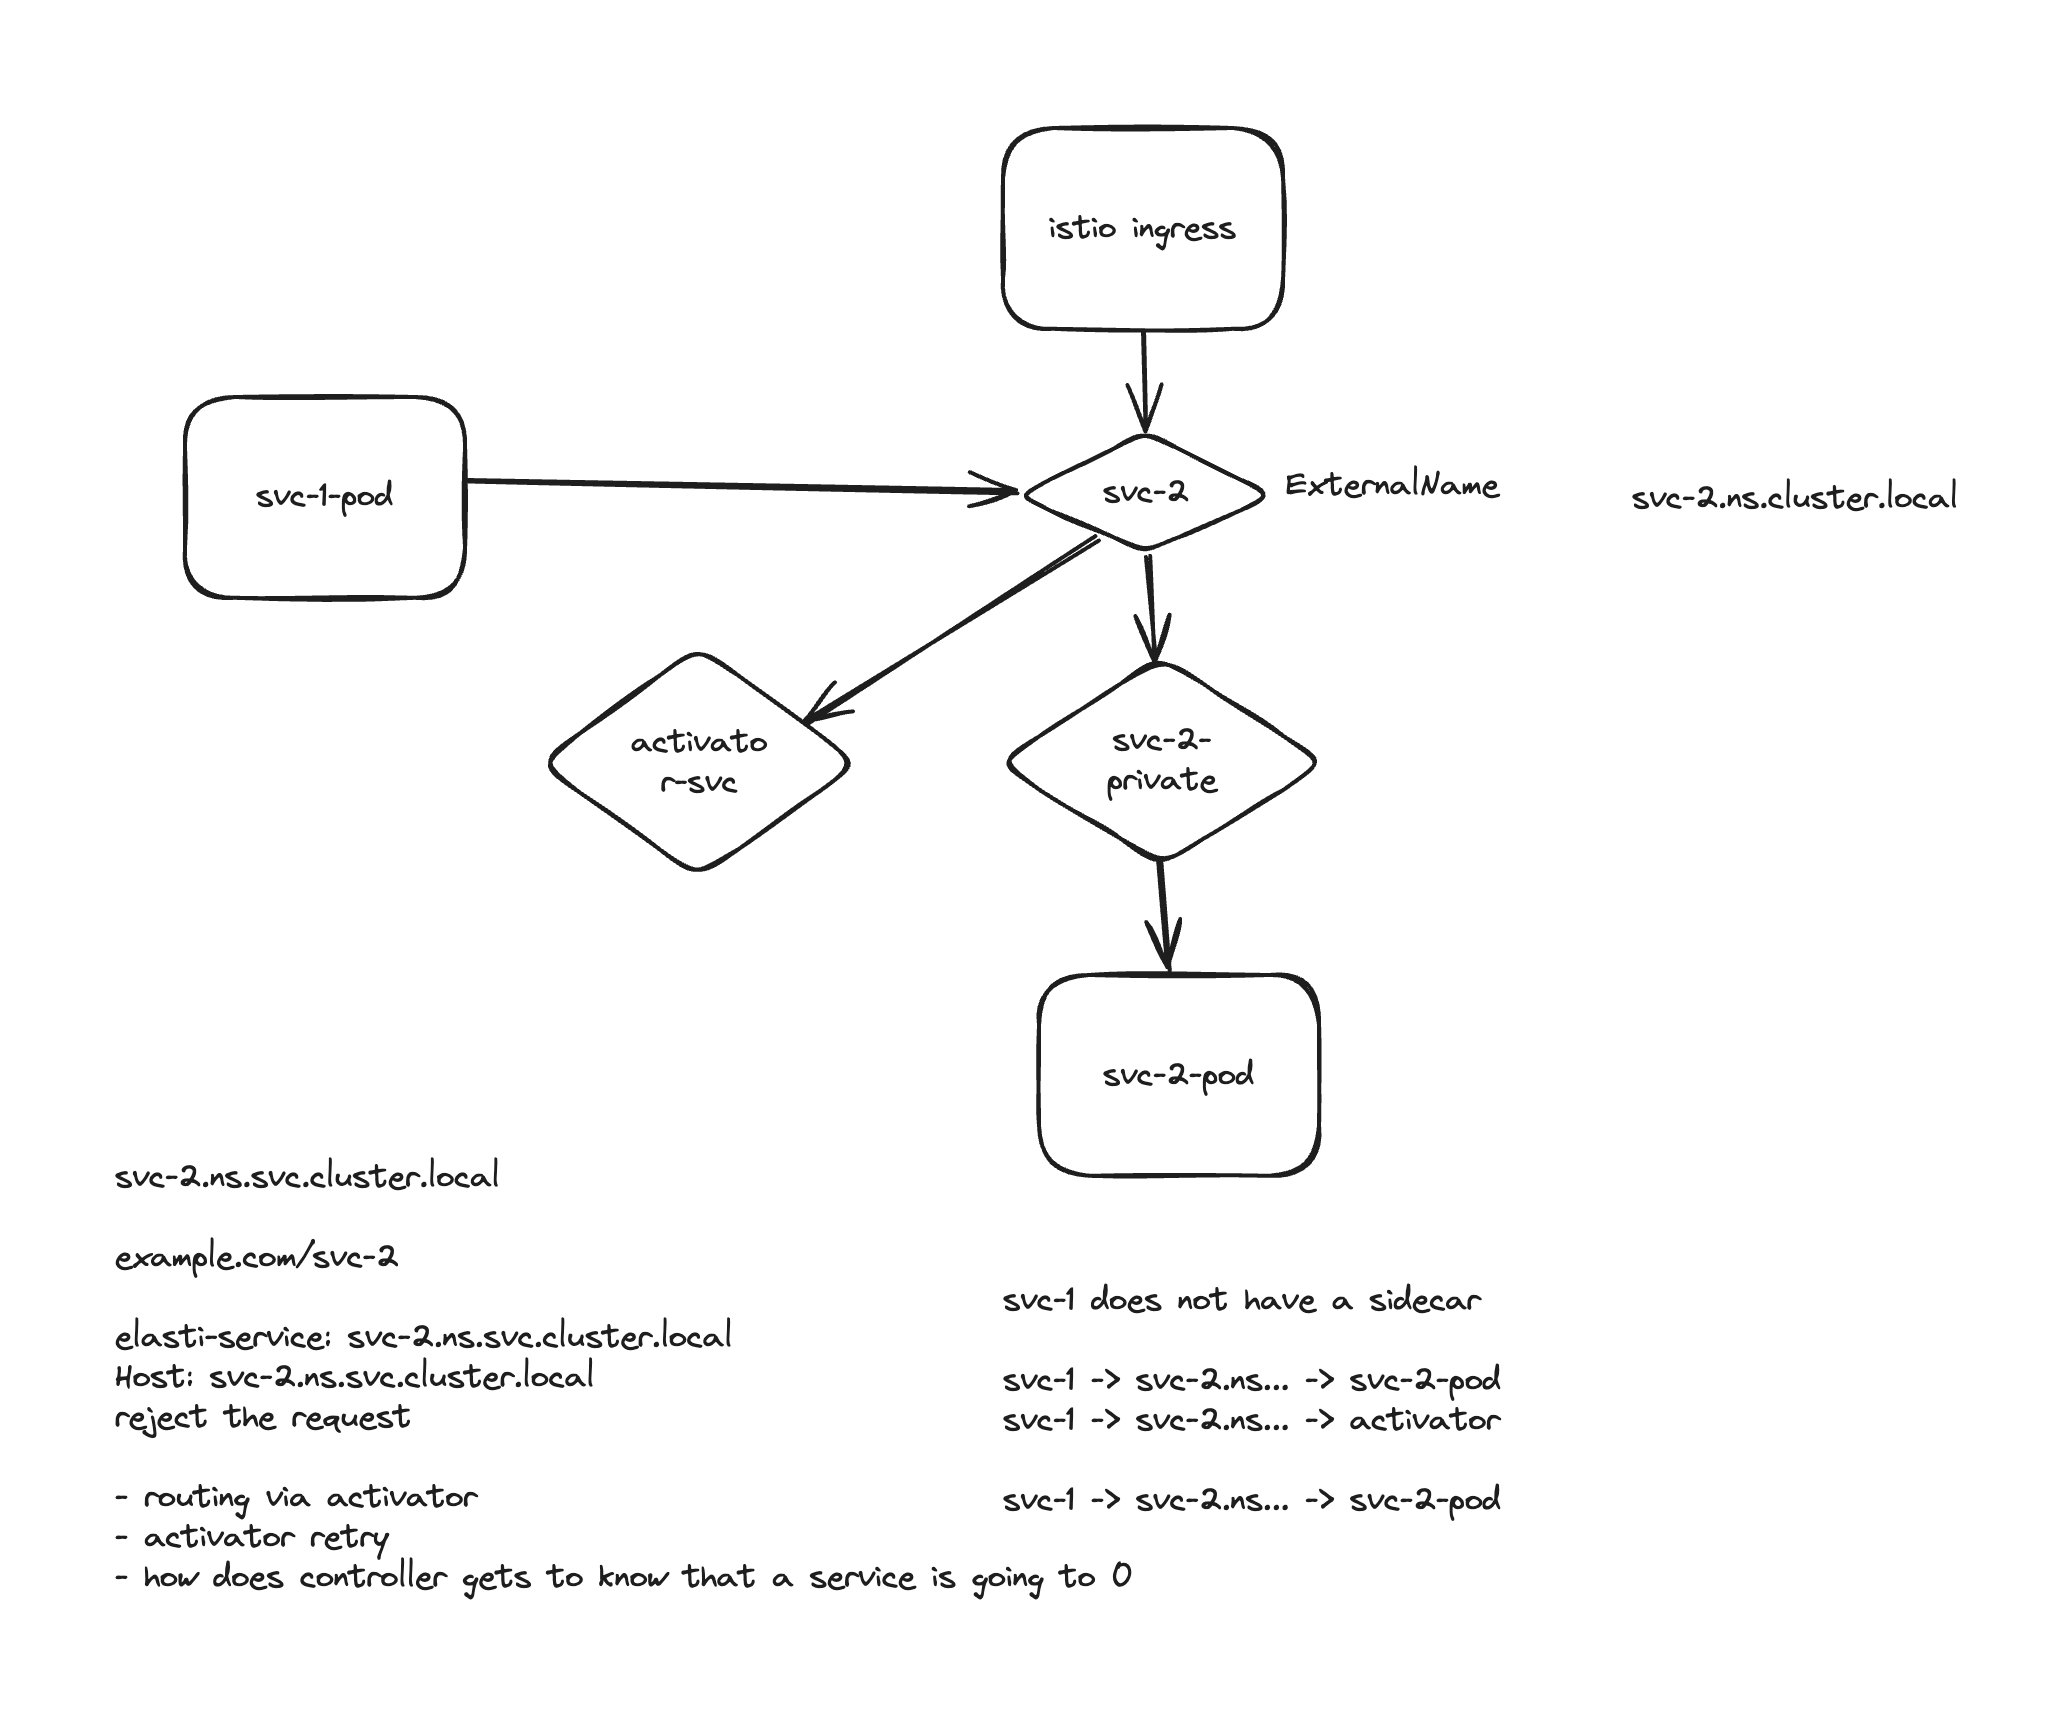 istio ingress
svc-1-pod
svc-2
ExternalName
svc-2.ns.cluster.local
activato
r-svc
svc-2-
private
svc-2-pod
svc-2.ns.svc.cluster.local
example.com/svc-2
elasti-service: svc-2.ns.svc.cluster.local
Host: svc-2.ns.svc.cluster.local
reject the request
- routing via activator
- activator retry
- how does controller gets to know that a service is going to 0
svc-1 does not have a sidecar
svc-1 -> svc-2.ns... -> svc-2-pod
svc-1 -> svc-2.ns... -> activator
svc-1 -> svc-2.ns... -> svc-2-pod